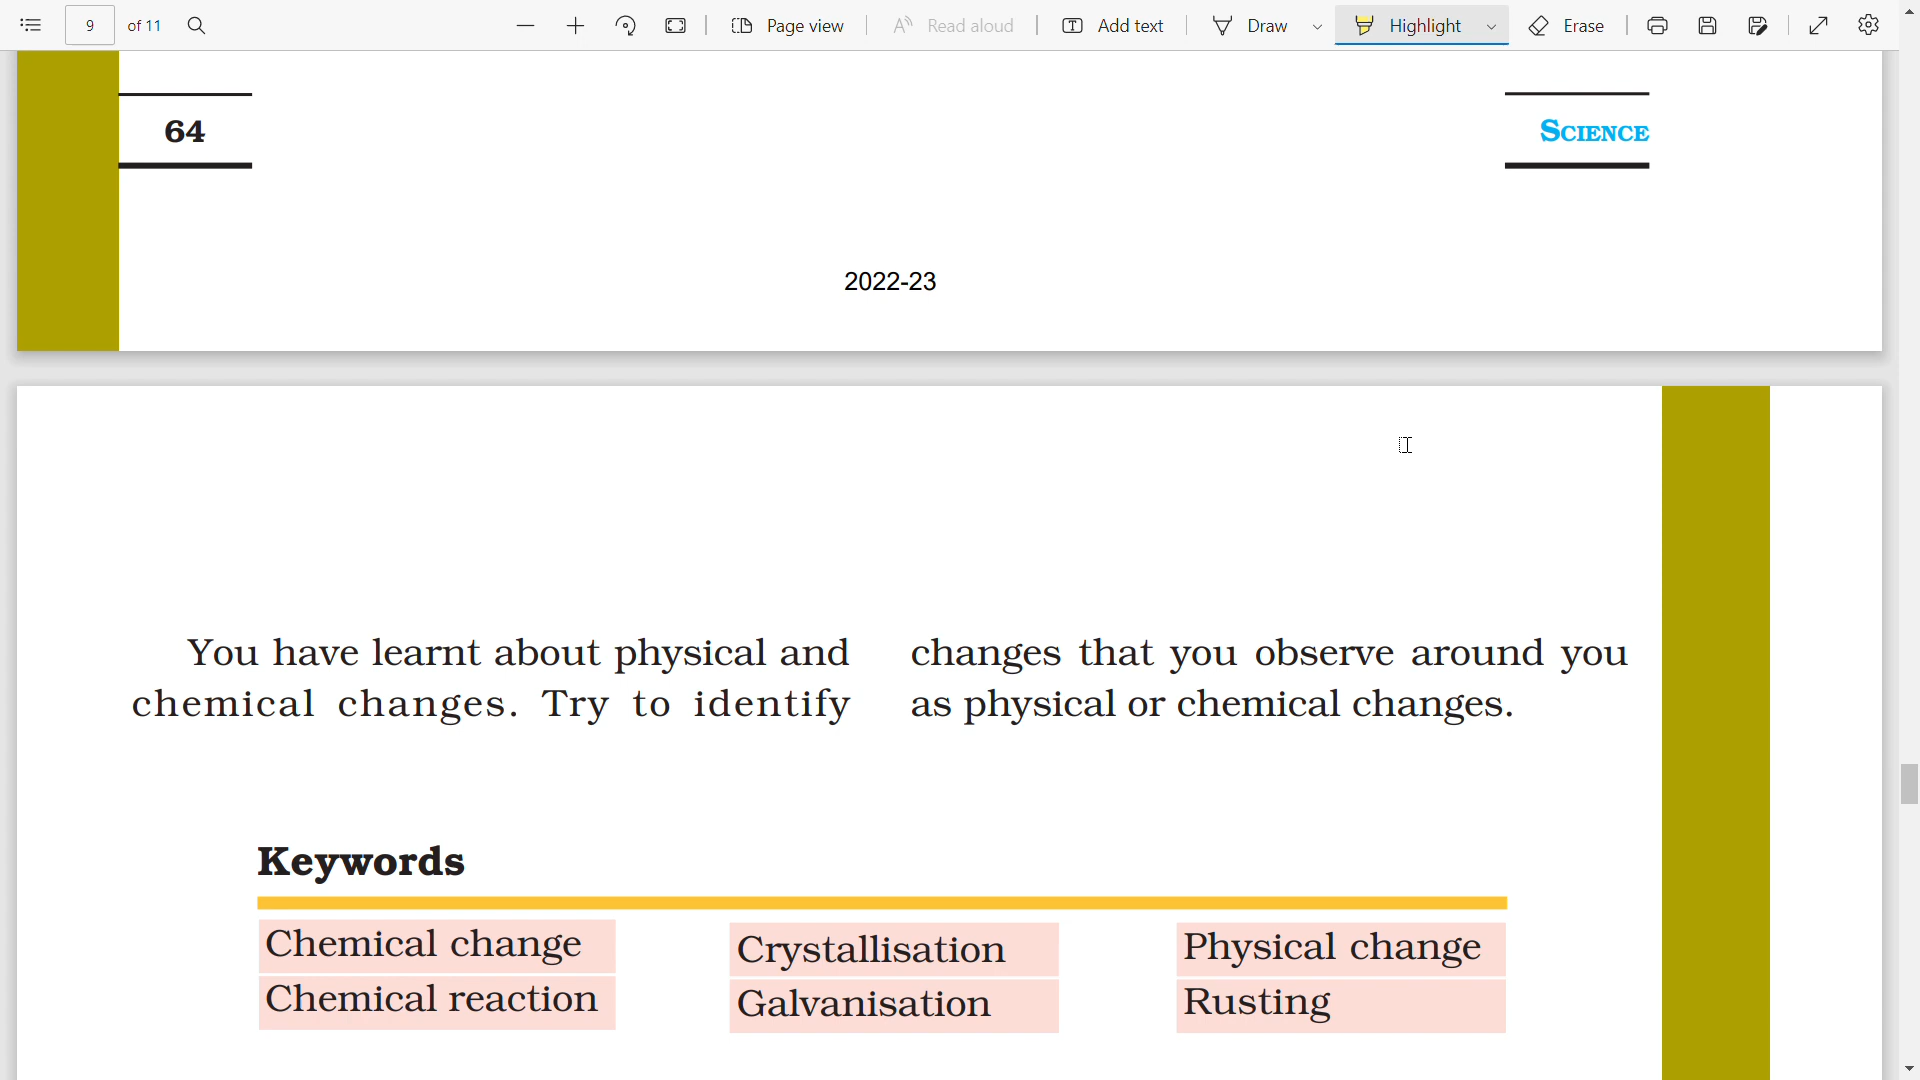 9 of 11 Page view Read aloud Add text Draw Highlight Erase
64
SCIENCE
2022-23
You have learnt about physical and
chemical changes. Try to identify
changes that you observe around you
as physical or chemical changes.
Keywords
Chemical change
Chemical reaction
Crystallisation
Galvanisation
Physical change
Rusting